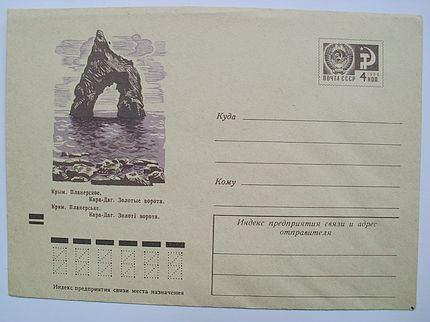 ПОЧТА СССР
4 КОП.
Куда
Кому
Крым. Планерское.
Кара-Даг. Золотые ворота.
Крим. Планерське.
Кара-Даг. Золоті ворота.
Индекс предприятия связи и адрес
отправителя
Индекс предприятия связи места назначения